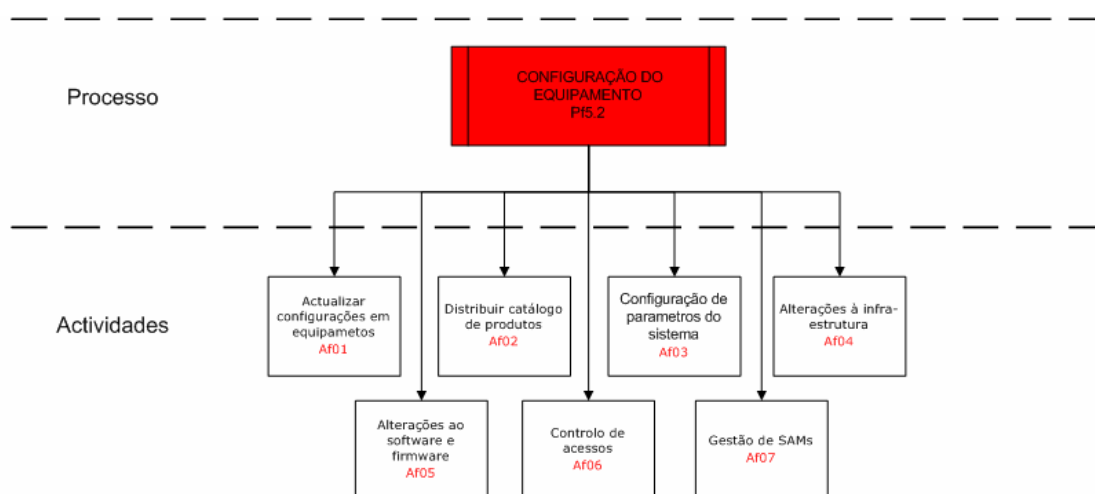 Processo
CONFIGURAÇÃO DO
EQUIPAMENTO
Pf5.2
Actividades
Actualizar
configurações em
equipametos
Af01
Distribuir catálogo
de produtos
Af02
Configuração de
parametros do
sistema
Af03
Alterações à infra-
estrutura
Af04
Alterações ao
software e
firmware
Af05
Controlo de
acessos
Af06
Gestão de SAMs
Af07